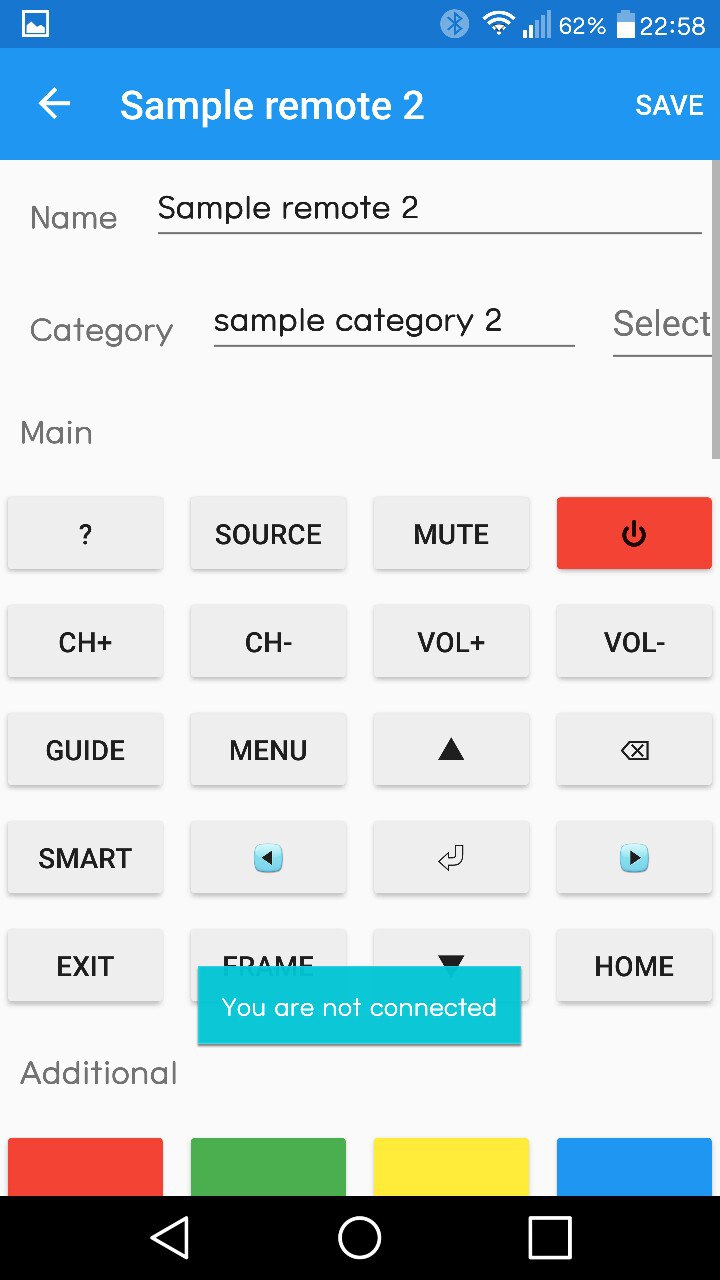 62% 22:58
Sample remote 2 SAVE
Name Sample remote 2
Category sample category 2 Select
Main
? SOURCE MUTE
CH+ CH- VOL+ VOL-
GUIDE MENU
SMART
EXIT FRAME HOME
You are not connected
Additional